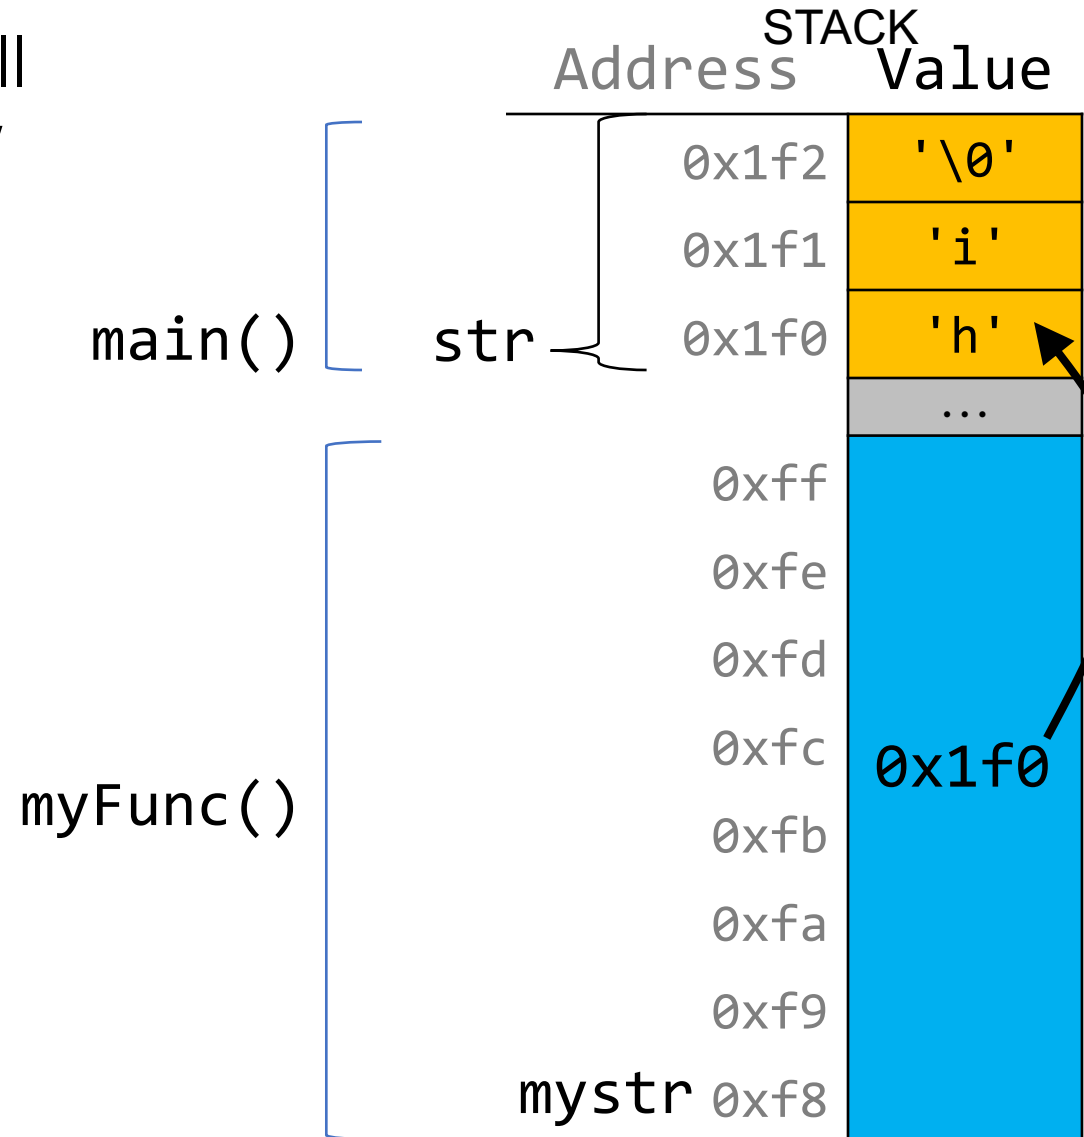 ll
STACK
Address Value
0x1f2 '\0'
0x1f1 'i'
main() str 0x1f0 'h'
...
0xff
0xfe
0xfd
0xfc 0x1f0
myFunc() 0xfb
0xfa
0xf9
mystr 0xf8